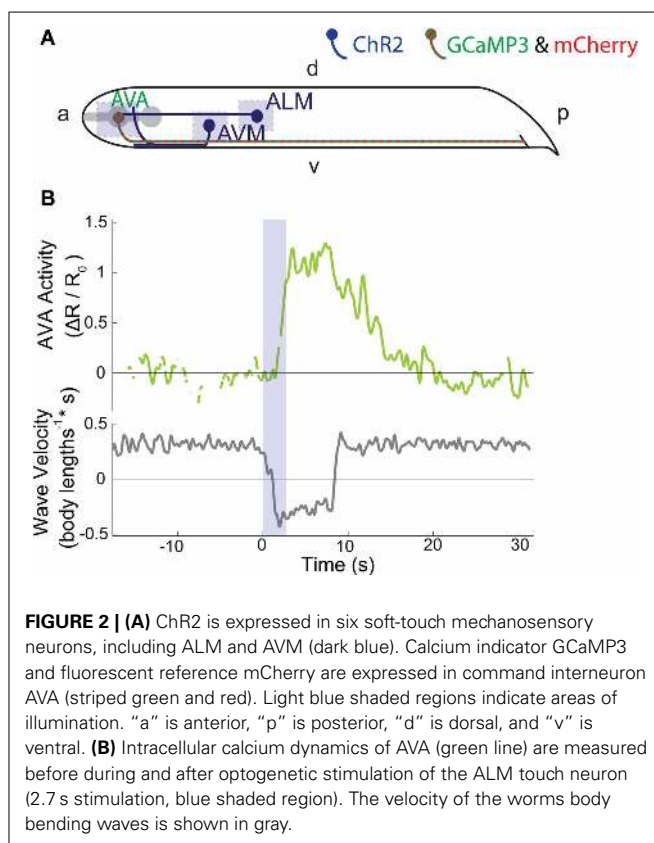 A
ChR2
GCaMP3 & mCherry
d
AVA
ALM
a
AVM
p
v
B
AVA Activity
(ΔR / R0)
1.5
1
0.5
0
Wave Velocity
(body lengths-1* s)
0.5
0
-0.5
-10
0
10
20
30
Time (s)
FIGURE 2 | (A) ChR2 is expressed in six soft-touch mechanosensory
neurons, including ALM and AVM (dark blue). Calcium indicator GCaMP3
and fluorescent reference mCherry are expressed in command interneuron
AVA (striped green and red). Light blue shaded regions indicate areas of
illumination. “a” is anterior, “p” is posterior, “d” is dorsal, and “v” is
ventral. (B) Intracellular calcium dynamics of AVA (green line) are measured
before during and after optogenetic stimulation of the ALM touch neuron
(2.7 s stimulation, blue shaded region). The velocity of the worms body
bending waves is shown in gray.